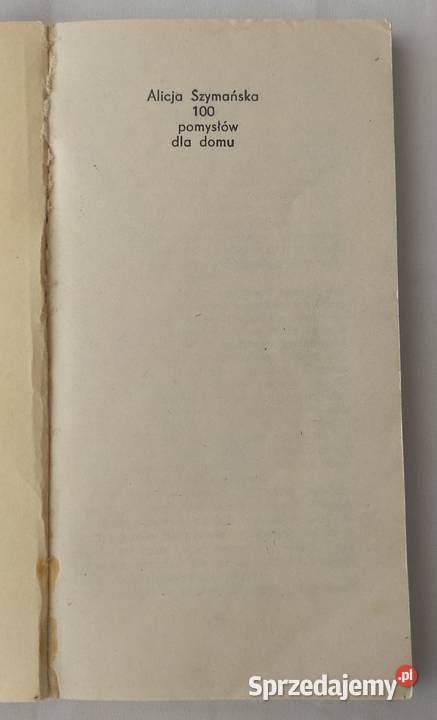 Alicja Szymańska
100
pomysłów
dla domu
Sprzedajemy.pl